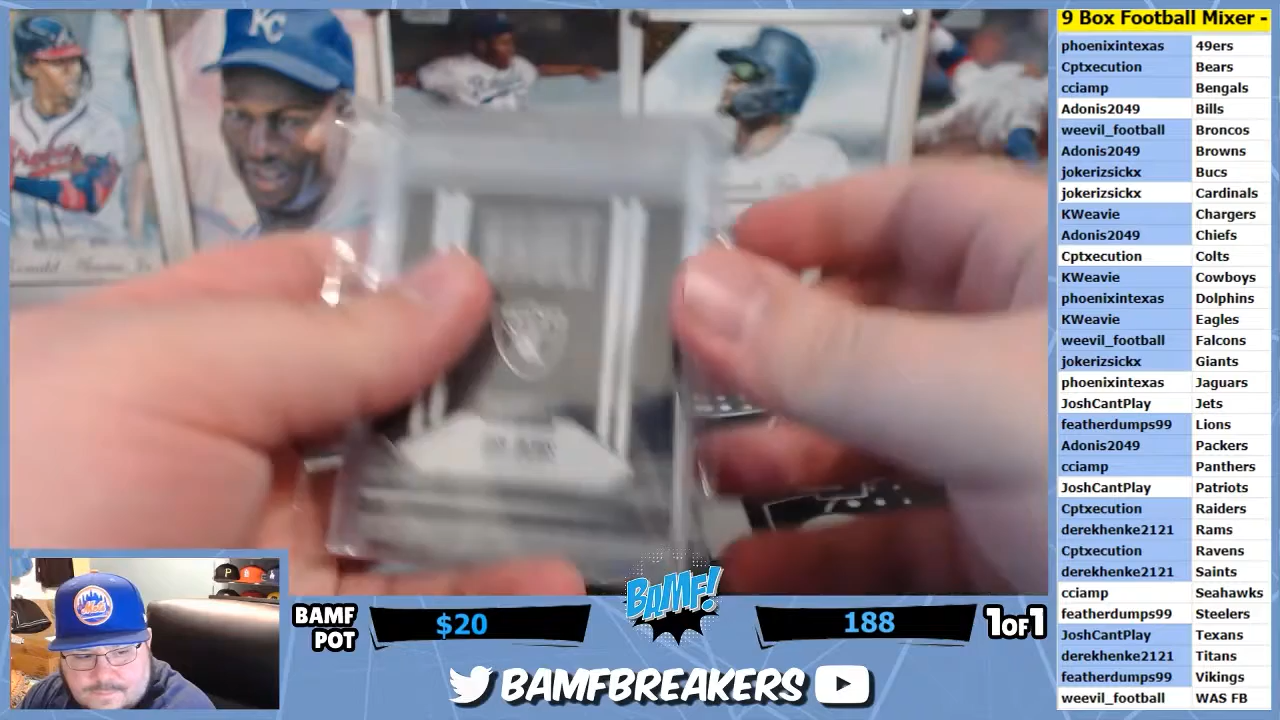 9 Box Football Mixer -
phoenixintexas 49ers
Cptxecution Bears
cciamp Bengals
Adonis2049 Bills
weevil_football Broncos
Adonis2049 Browns
jokerizsickx Bucs
jokerizsickx Cardinals
KWeavie Chargers
Adonis2049 Chiefs
Cptxecution Colts
KWeavie Cowboys
phoenixintexas Dolphins
KWeavie Eagles
weevil_football Falcons
jokerizsickx Giants
phoenixintexas Jaguars
JoshCantPlay Jets
featherdumps99 Lions
Adonis2049 Packers
cciamp Panthers
JoshCantPlay Patriots
Cptxecution Raiders
derekhenke2121 Rams
Cptxecution Ravens
derekhenke2121 Saints
cciamp Seahawks
featherdumps99 Steelers
JoshCantPlay Texans
derekhenke2121 Titans
featherdumps99 Vikings
weevil_football WAS FB
KC
Braves
P
Mets
BAMF POT
$20
BAMF!
188
1OF1
BAMFBREAKERS